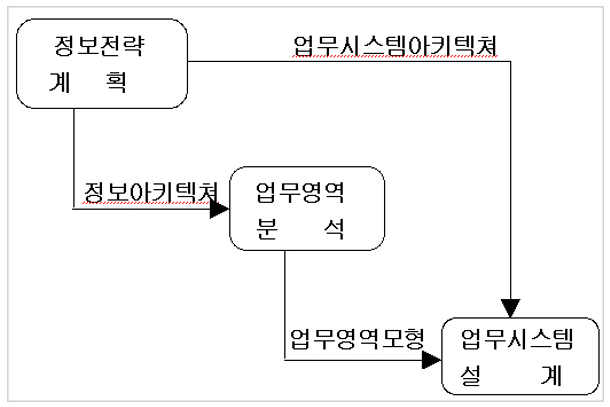 정보전략
계 획
업무시스템아키텍쳐
정보아키텍쳐
업무영역
분 석
업무영역모형
업무시스템
설 계